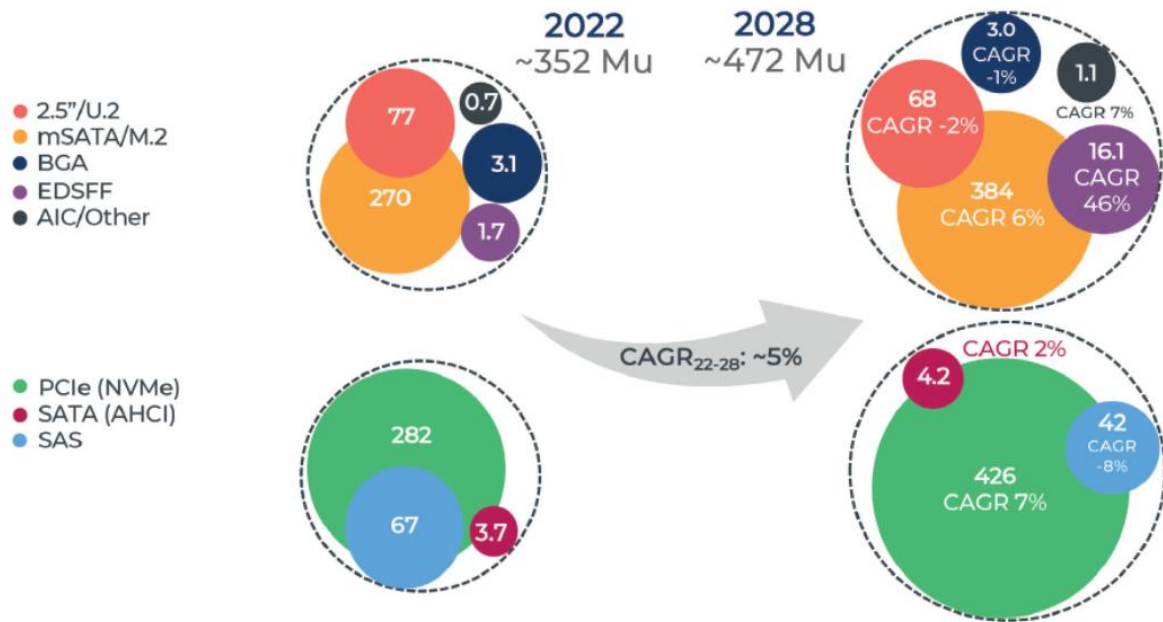 2022
~352 Mu
2028
~472 Mu
2.5”/U.2
mSATA/M.2
BGA
EDSFF
AIC/Other
77
0.7
270
3.1
1.7
3.0
CAGR
-1%
1.1
CAGR 7%
68
CAGR -2%
16.1
CAGR
46%
384
CAGR 6%
CAGR22-28: ~5%
PCIe (NVMe)
SATA (AHCI)
SAS
282
67
3.7
CAGR 2%
4.2
42
CAGR
-8%
426
CAGR 7%